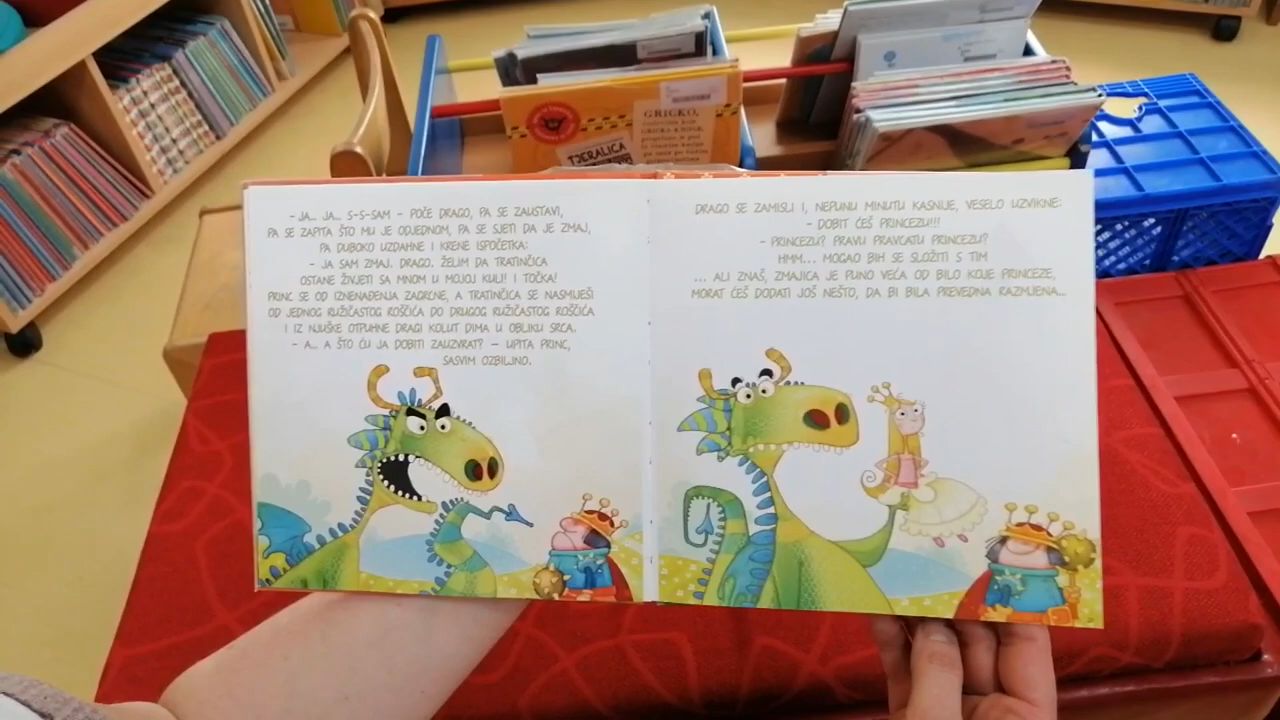 GRICKO,
GRICKO KNJIGE,
TJERALICA
- JA... JA... S-S-SAM - POČE DRAGO, PA SE ZAUSTAVI,
PA SE ZAPITA ŠTO MU JE ODJEDNOM, PA SE SJETI DA JE ZMAJ,
PA DUBOKO UZDAHNE I KRENE ISPOČETKA:
- JA SAM ZMAJ. DRAGO. ŽELIM DA TRATINČICA
OSTANE ŽIVJETI SA MNOM U MOJOJ KULI! I TOČKA!
PRINC SE OD IZNENAĐENJA ZAGRCNE, A TRATINČICA SE NASMIJEŠI
OD JEDNOG RUŽIČASTOG ROŠČIĆA DO DRUGOG RUŽIČASTOG ROŠČIĆA
I IZ NJUŠKE OTPUHNE DRAGI KOLUT DIMA U OBLIKU SRCA.
- A... A ŠTO ĆU JA DOBITI ZAUZVRAT? - UPITA PRINC,
SASVIM OZBILJNO.
DRAGO SE ZAMISLI I, NEPUNU MINUTU KASNIJE, VESELO UZVIKNE:
- DOBIT ĆEŠ PRINCEZU!!!
- PRINCEZU? PRAVU PRAVCATU PRINCEZU?
HMM... MOGAO BIH SE SLOŽITI S TIM
... ALI ZNAŠ, ZMAJICA JE PUNO VEĆA OD BILO KOJE PRINCEZE,
MORAT ĆEŠ DODATI JOŠ NEŠTO, DA BI BILA PREVEDNA RAZMJENA...